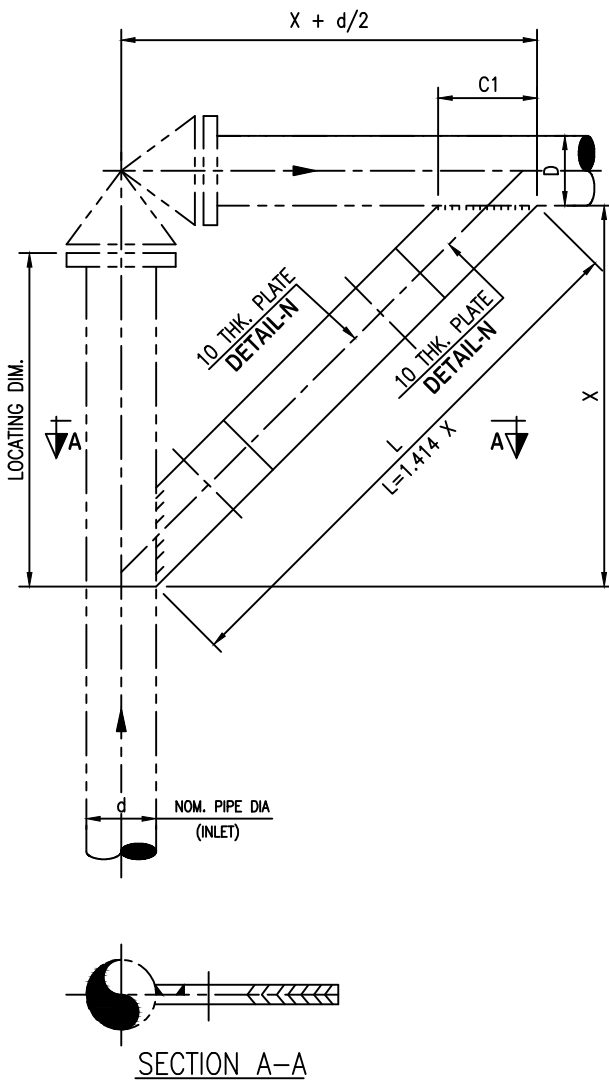 X + d/2
C1
D
10 THK. PLATE
DETAIL-N
10 THK. PLATE
DETAIL-N
LOCATING DIM.
X
A
A
L
L=1.414 X
d
NOM. PIPE DIA
(INLET)
SECTION A-A